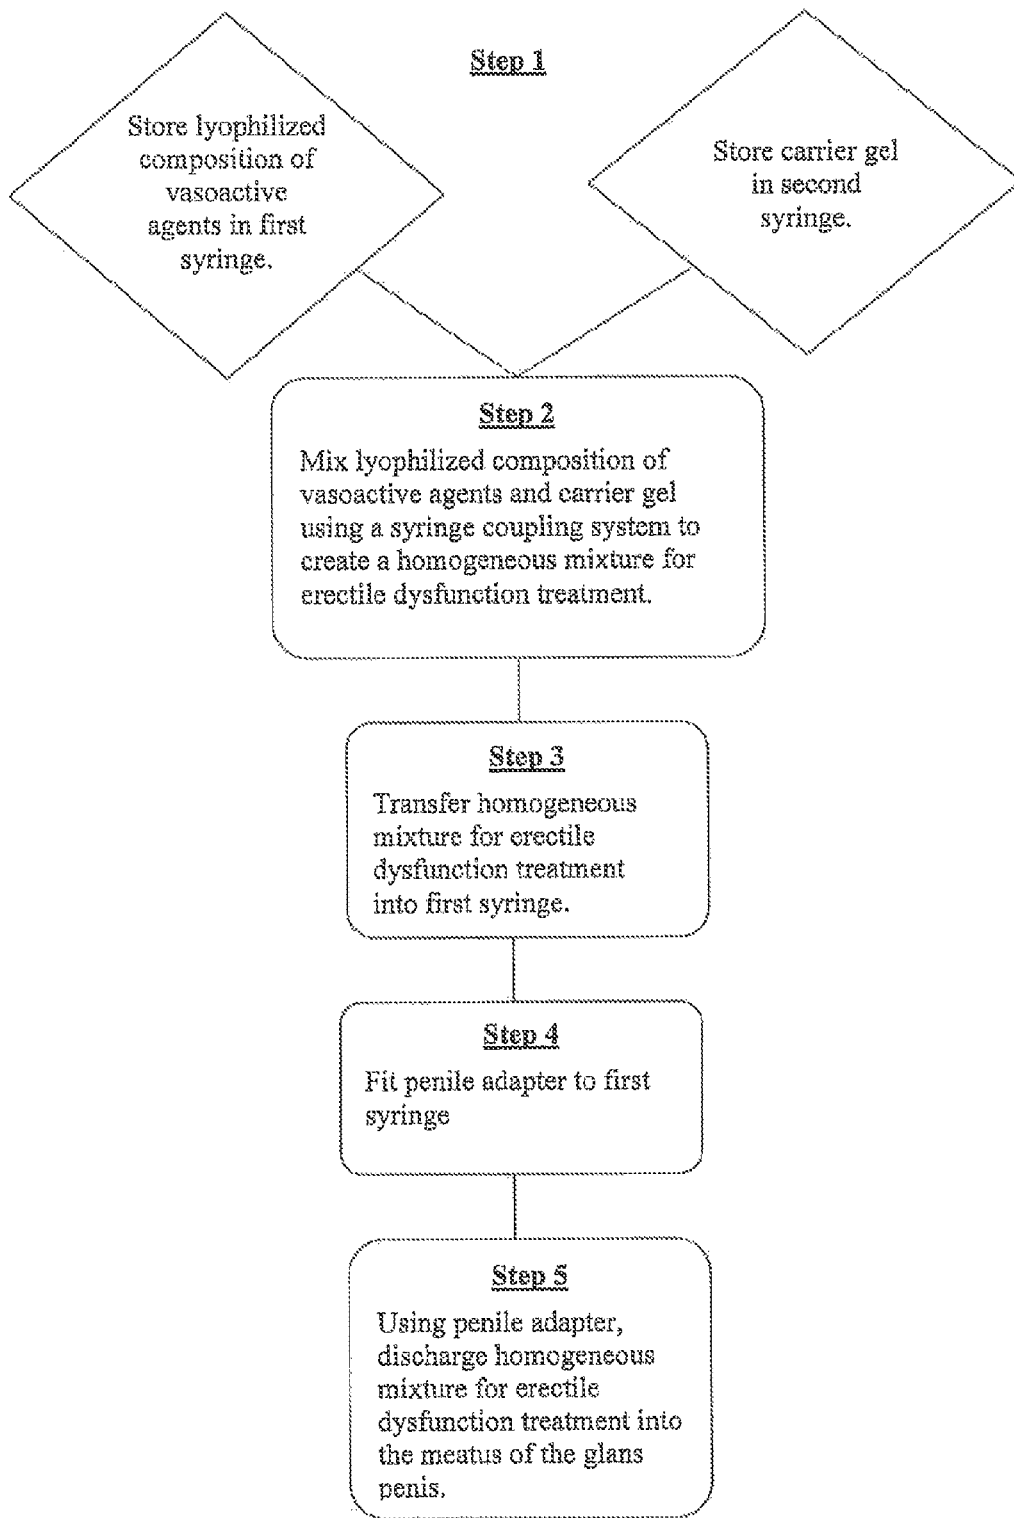 Step 1
Store lyophilized
composition of
vasoactive
agents in first
syringe.
Store carrier gel
in second
syringe.
Step 2
Mix lyophilized composition of
vasoactive agents and carrier gel
using a syringe coupling system to
create a homogeneous mixture for
erectile dysfunction treatment.
Step 3
Transfer homogeneous
mixture for erectile
dysfunction treatment
into first syringe.
Step 4
Fit penile adapter to first
syringe
Step 5
Using penile adapter,
discharge homogeneous
mixture for erectile
dysfunction treatment into
the meatus of the glans
penis.